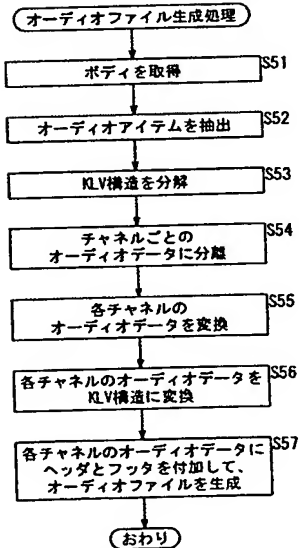 オーディオファイル生成処理
ボディを取得
S51
オーディオアイテムを抽出
S52
KLV構造を分解
S53
チャネルごとの
オーディオデータに分離
S54
各チャネルの
オーディオデータを変換
S55
各チャネルのオーディオデータを
KLV構造に変換
S56
各チャネルのオーディオデータに
ヘッダとフッタを付加して、
オーディオファイルを生成
S57
おわり